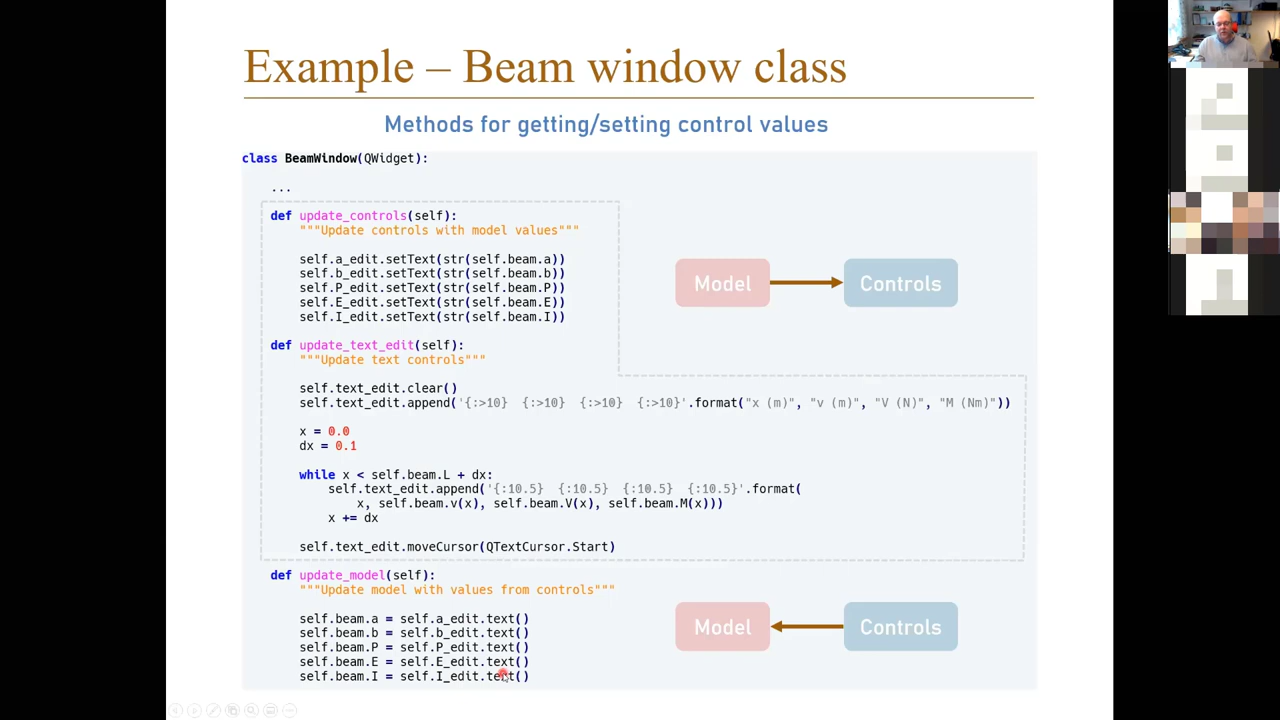 Example – Beam window class
Methods for getting/setting control values
class BeamWindow(QWidget):
...
def update_controls(self):
"""Update controls with model values"""
self.a_edit.setText(str(self.beam.a))
self.b_edit.setText(str(self.beam.b))
self.P_edit.setText(str(self.beam.P))
self.E_edit.setText(str(self.beam.E))
self.I_edit.setText(str(self.beam.I))
Model
Controls
def update_text_edit(self):
"""Update text controls"""
self.text_edit.clear()
self.text_edit.append('{:>10}  {:>10}  {:>10}  {:>10}'.format("x (m)", "v (m)", "V (N)", "M (Nm)"))
x = 0.0
dx = 0.1
while x < self.beam.L + dx:
self.text_edit.append('{:10.5}  {:10.5}  {:10.5}  {:10.5}'.format(
x, self.beam.v(x), self.beam.V(x), self.beam.M(x)))
x += dx
self.text_edit.moveCursor(QTextCursor.Start)
def update_model(self):
"""Update model with values from controls"""
self.beam.a = self.a_edit.text()
self.beam.b = self.b_edit.text()
self.beam.P = self.P_edit.text()
self.beam.E = self.E_edit.text()
self.beam.I = self.I_edit.text()
Model
Controls